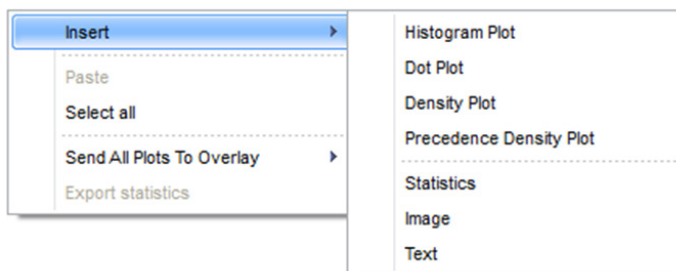 Insert
Paste
Select all
Send All Plots To Overlay
Export statistics
Histogram Plot
Dot Plot
Density Plot
Precedence Density Plot
Statistics
Image
Text